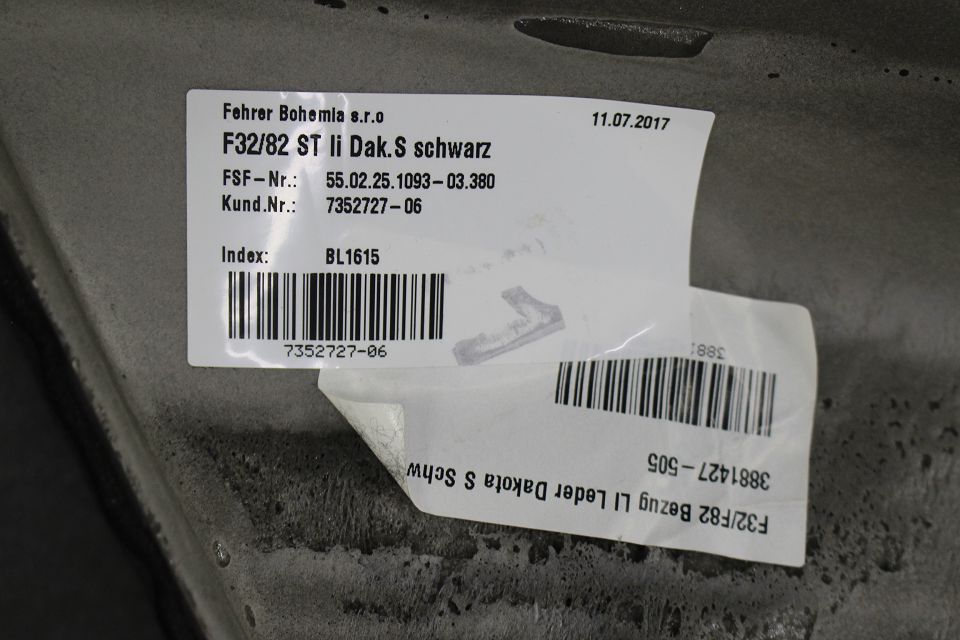 Fehrer Bohemia s.r.o
11.07.2017
F32/82 ST li Dak.S schwarz
FSF-Nr.: 55.02.25.1093-03.380
Kund.Nr.: 7352727-06
Index: BL1615
7352727-06
F32/F82 Bezug LI Leder Dakota S Schw
3881427-505